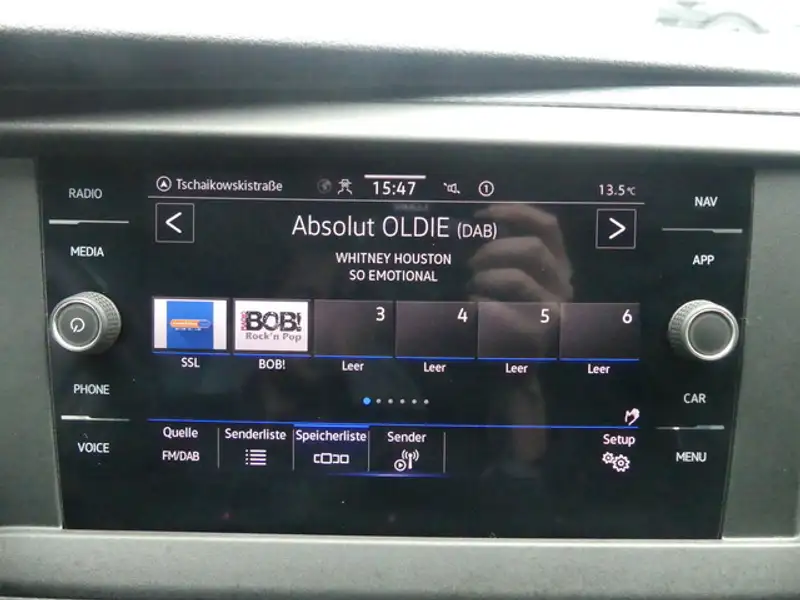 RADIO
MEDIA
PHONE
VOICE
Tschaikowskistraße
15:47
1
13.5°C
<
Absolut OLDIE (DAB)
>
WHITNEY HOUSTON
SO EMOTIONAL
RADIO BOB!
Rock'n Pop
3
4
5
6
SSL
BOB!
Leer
Leer
Leer
Leer
Quelle
FM/DAB
Senderliste
Speicherliste
Sender
Setup
NAV
APP
CAR
MENU